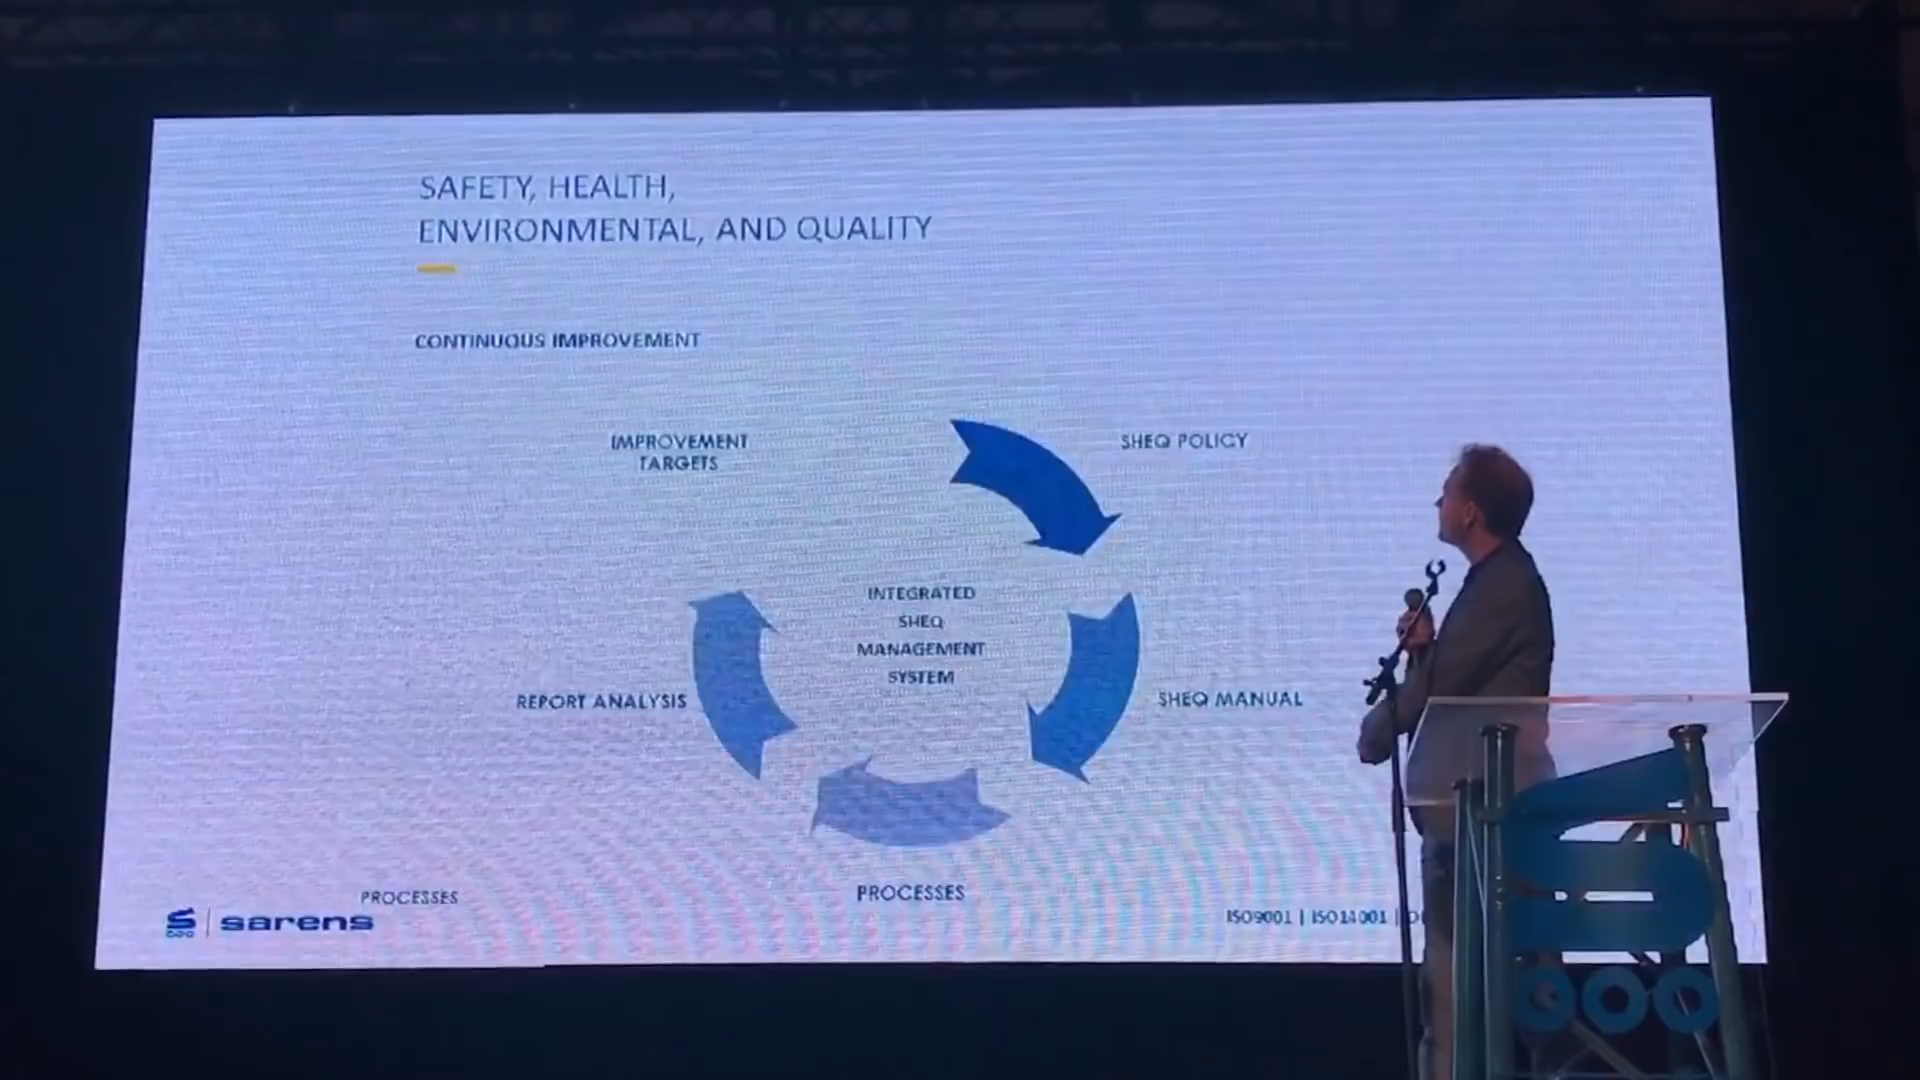 SAFETY, HEALTH,
ENVIRONMENTAL, AND QUALITY
CONTINUOUS IMPROVEMENT
IMPROVEMENT
TARGETS
SHEQ POLICY
INTEGRATED
SHEQ
MANAGEMENT
SYSTEM
REPORT ANALYSIS
SHEQ MANUAL
PROCESSES
PROCESSES
sarens
ISO9001 | ISO14001 |